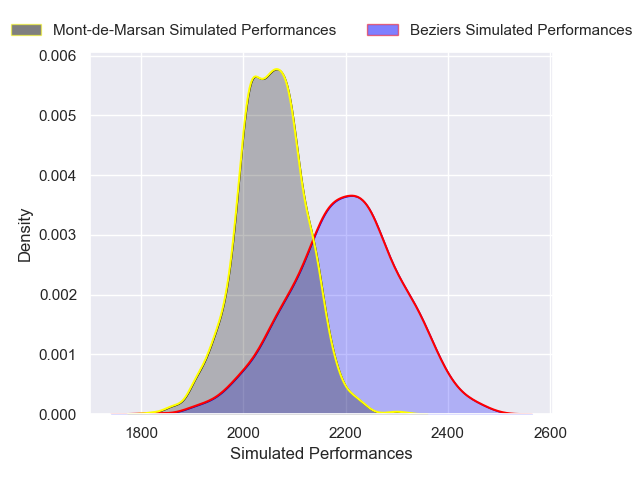 Mont-de-Marsan Simulated Performances Beziers Simulated Performances
0.006
0.005
0.004
0.003
0.002
0.001
0.000
Density
1800 2000 2200 2400 2600
Simulated Performances